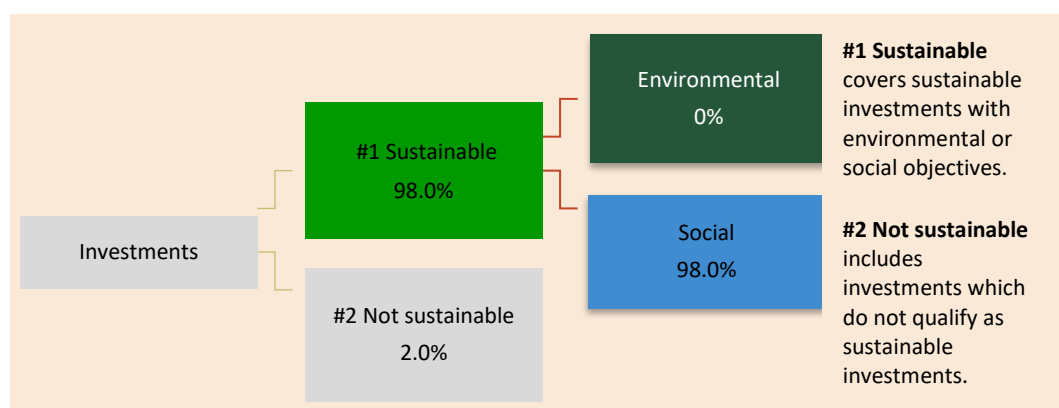 Investments
#1 Sustainable
98.0%
#2 Not sustainable
2.0%
Environmental
0%
Social
98.0%
#1 Sustainable
covers sustainable
investments with
environmental or
social objectives.
#2 Not sustainable
includes
investments which
do not qualify as
sustainable
investments.